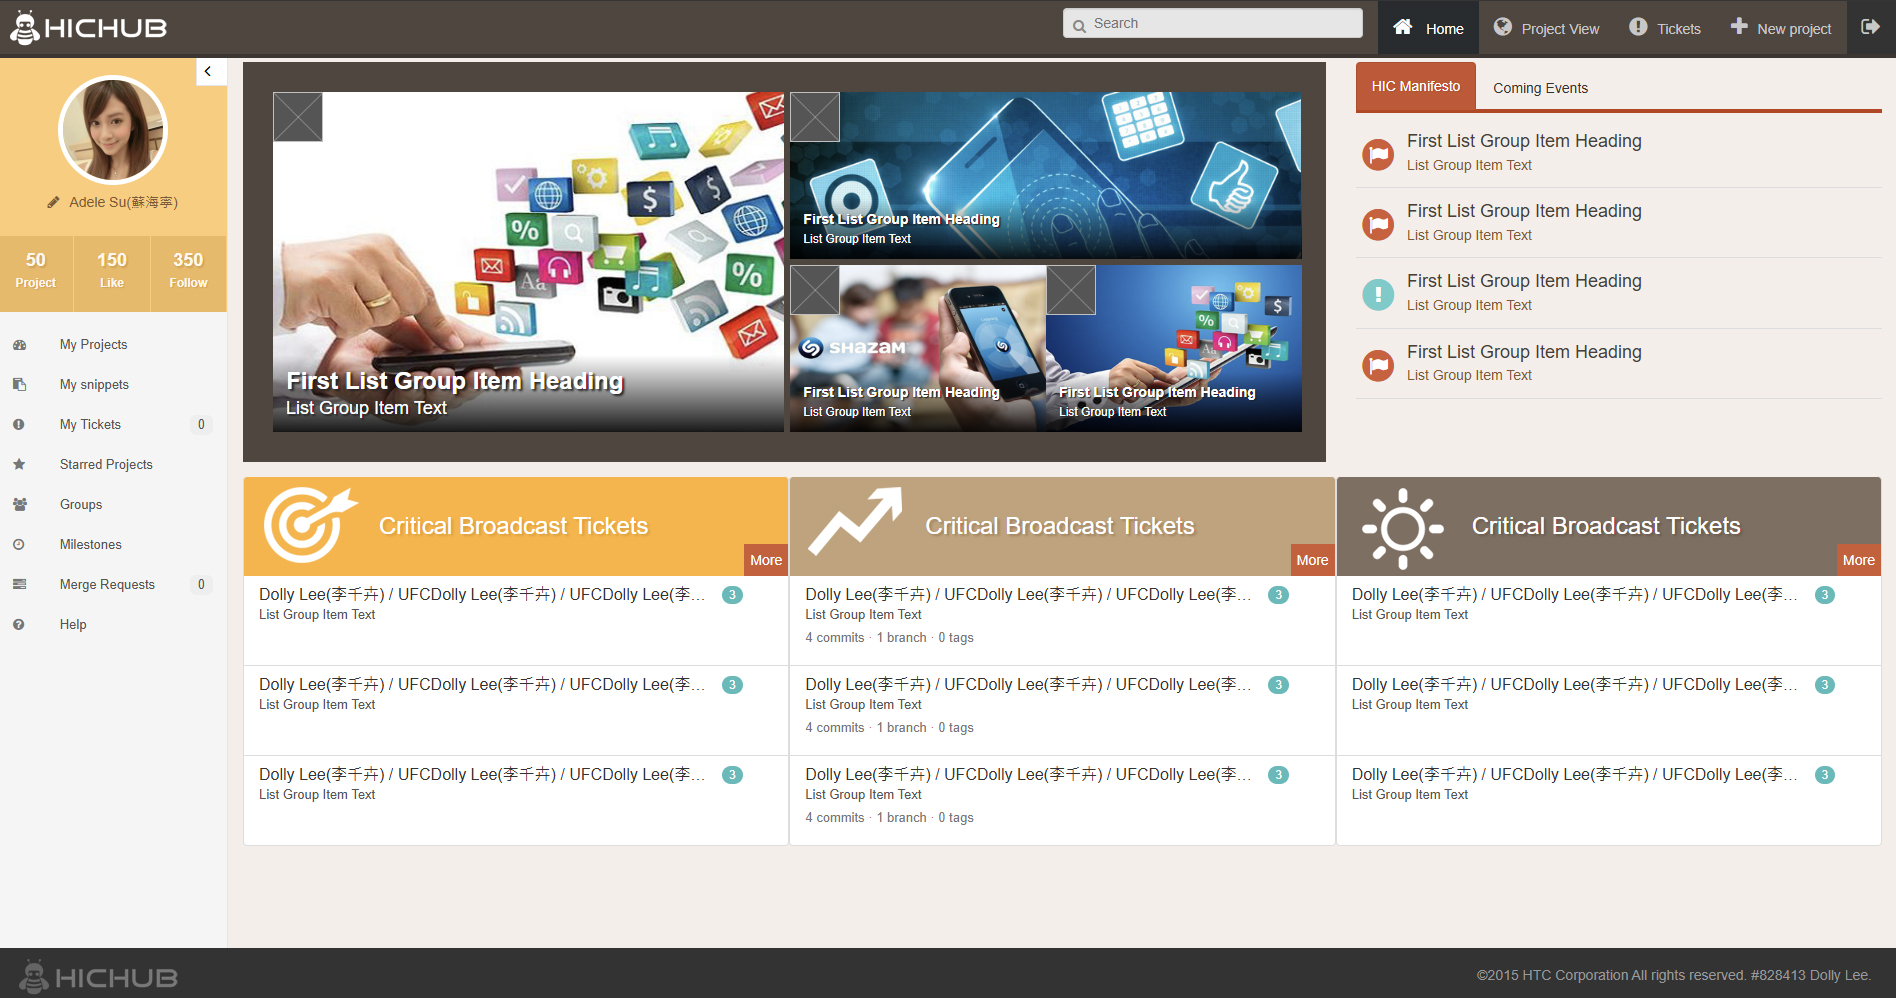 HICHUB
Search
Home
Project View
Tickets
New project
Adele Su(蘇海寧)
50
Project
150
Like
350
Follow
My Projects
My snippets
My Tickets 0
Starred Projects
Groups
Milestones
Merge Requests 0
Help
First List Group Item Heading
List Group Item Text
First List Group Item Heading
List Group Item Text
SHAZAM
First List Group Item Heading
List Group Item Text
First List Group Item Heading
List Group Item Text
HIC Manifesto
Coming Events
First List Group Item Heading
List Group Item Text
First List Group Item Heading
List Group Item Text
First List Group Item Heading
List Group Item Text
First List Group Item Heading
List Group Item Text
Critical Broadcast Tickets
More
Dolly Lee(李千卉) / UFCDolly Lee(李千卉) / UFCDolly Lee(李... 3
List Group Item Text
Dolly Lee(李千卉) / UFCDolly Lee(李千卉) / UFCDolly Lee(李... 3
List Group Item Text
Dolly Lee(李千卉) / UFCDolly Lee(李千卉) / UFCDolly Lee(李... 3
List Group Item Text
Critical Broadcast Tickets
More
Dolly Lee(李千卉) / UFCDolly Lee(李千卉) / UFCDolly Lee(李... 3
List Group Item Text
4 commits · 1 branch · 0 tags
Dolly Lee(李千卉) / UFCDolly Lee(李千卉) / UFCDolly Lee(李... 3
List Group Item Text
4 commits · 1 branch · 0 tags
Dolly Lee(李千卉) / UFCDolly Lee(李千卉) / UFCDolly Lee(李... 3
List Group Item Text
4 commits · 1 branch · 0 tags
Critical Broadcast Tickets
More
Dolly Lee(李千卉) / UFCDolly Lee(李千卉) / UFCDolly Lee(李... 3
List Group Item Text
Dolly Lee(李千卉) / UFCDolly Lee(李千卉) / UFCDolly Lee(李... 3
List Group Item Text
Dolly Lee(李千卉) / UFCDolly Lee(李千卉) / UFCDolly Lee(李... 3
List Group Item Text
HICHUB
©2015 HTC Corporation All rights reserved. #828413 Dolly Lee.